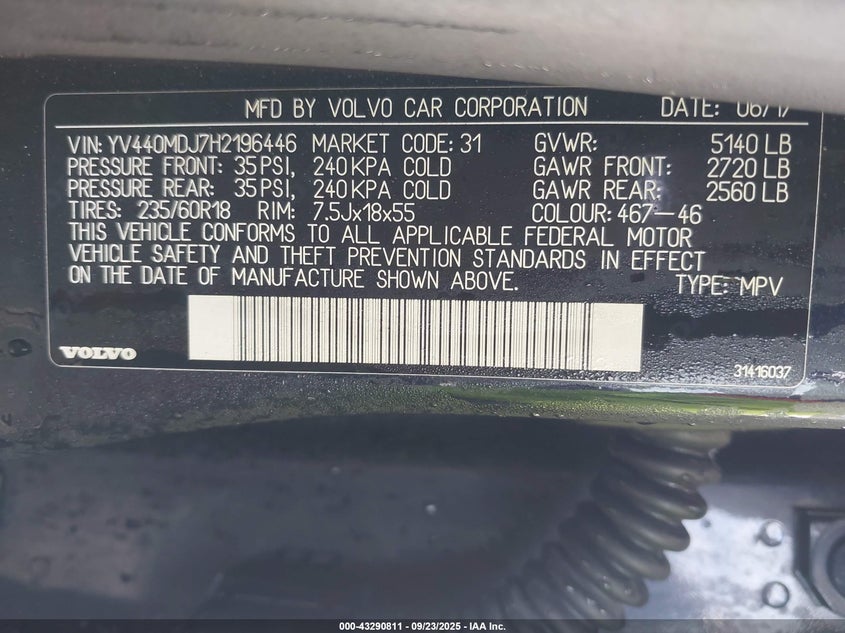 MFD BY VOLVO CAR CORPORATION DATE: 06/17
VIN: YV440MDJ7H2196446 MARKET CODE: 31 GVWR: 5140 LB
PRESSURE FRONT: 35 PSI, 240 KPA COLD GAWR FRONT: 2720 LB
PRESSURE REAR: 35 PSI, 240 KPA COLD GAWR REAR: 2560 LB
TIRES: 235/60R18 RIM: 7.5Jx18x55 COLOUR: 467-46
THIS VEHICLE CONFORMS TO ALL APPLICABLE FEDERAL MOTOR
VEHICLE SAFETY AND THEFT PREVENTION STANDARDS IN EFFECT
ON THE DATE OF MANUFACTURE SHOWN ABOVE. TYPE: MPV
VOLVO 31416037
000-43290811 - 09/23/2025 - IAA Inc.